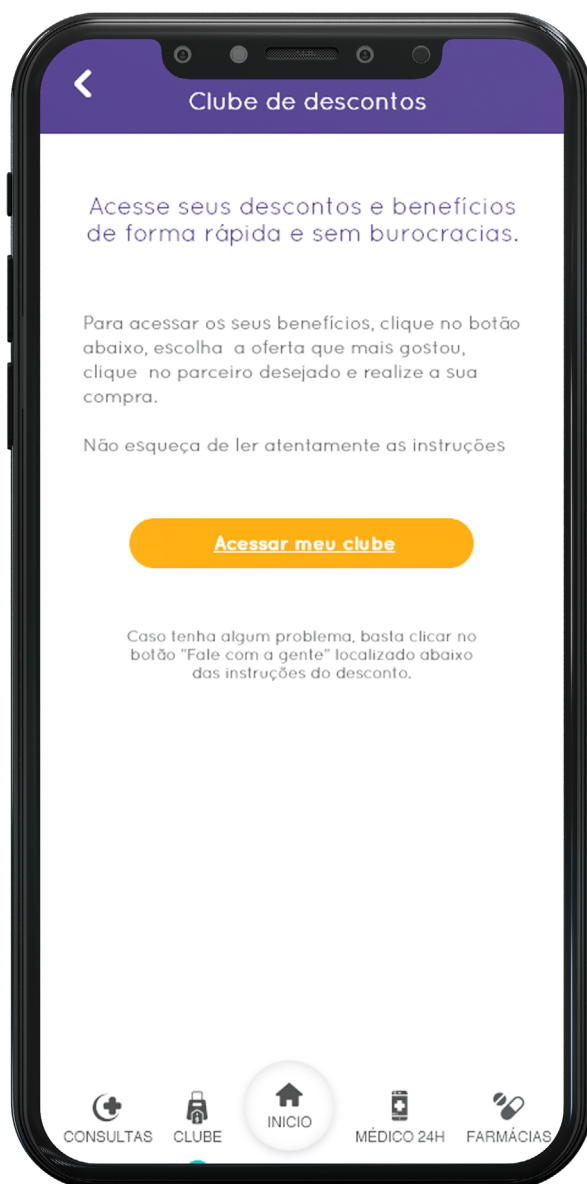 Clube de descontos
Acesse seus descontos e benefícios
de forma rápida e sem burocracias.
Para acessar os seus benefícios, clique no botão
abaixo, escolha a oferta que mais gostou,
clique no parceiro desejado e realize a sua
compra.
Não esqueça de ler atentamente as instruções
Acessar meu clube
Caso tenha algum problema, basta clicar no
botão "Fale com a gente" localizado abaixo
das instruções do desconto.
CONSULTAS CLUBE INICIO MÉDICO 24H FARMÁCIAS